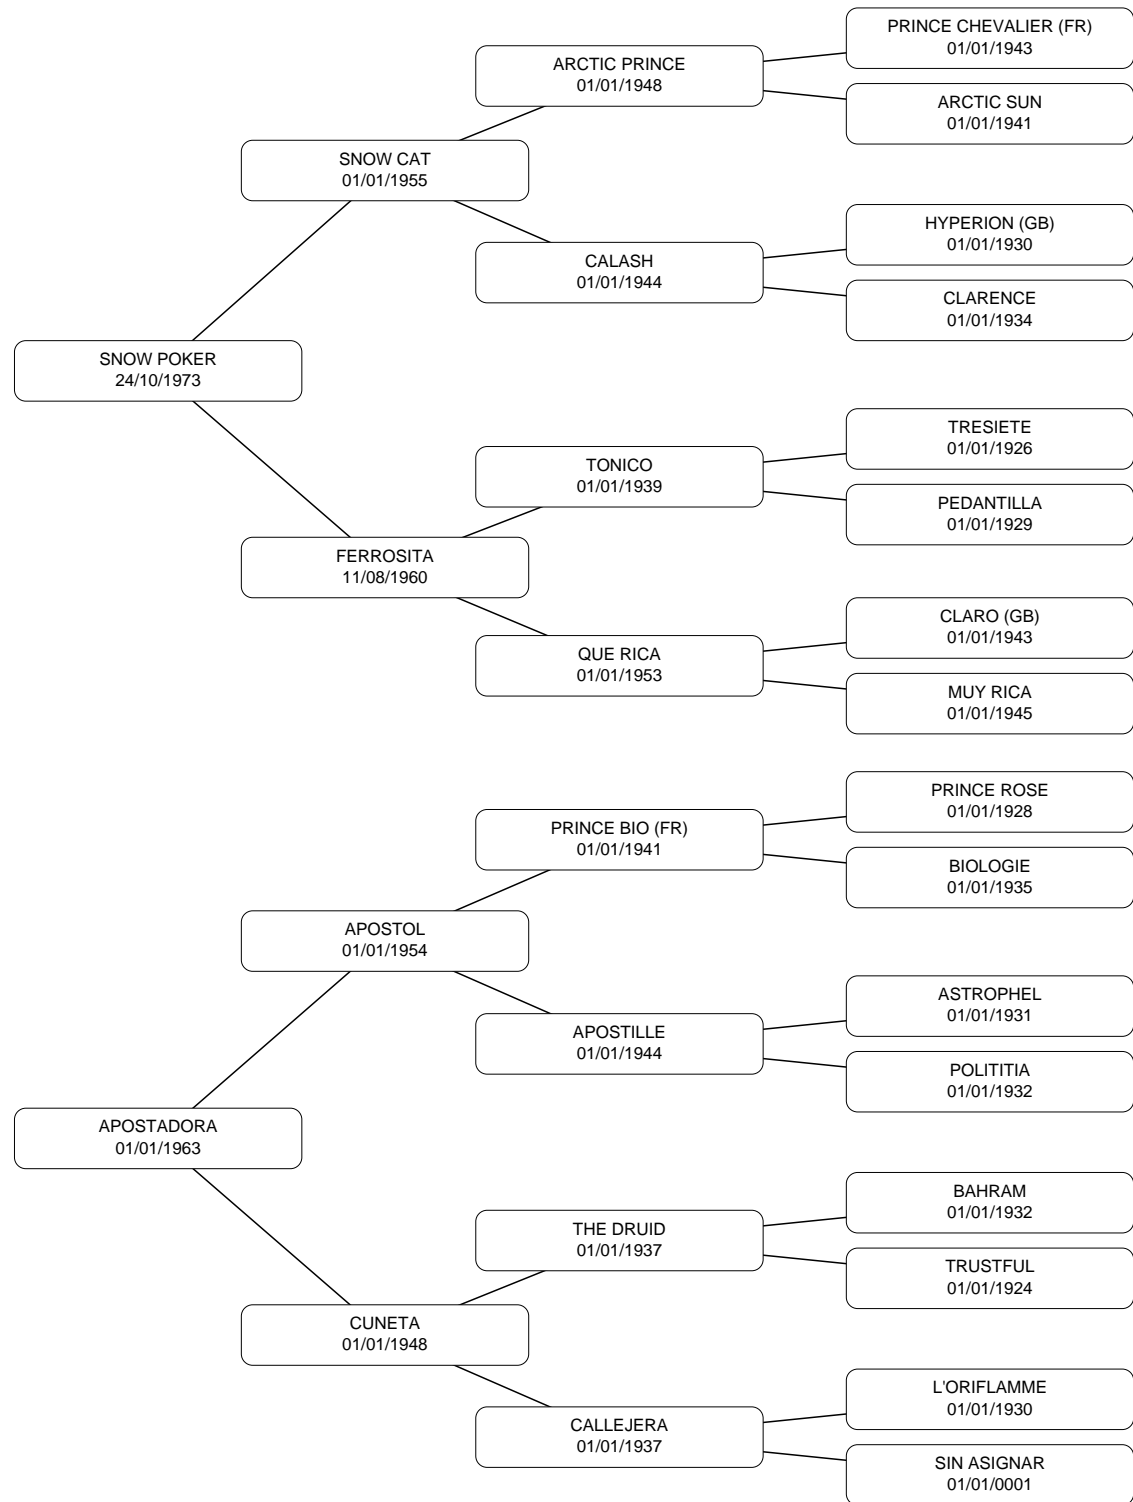 PRINCE CHEVALIER (FR)
01/01/1943
ARCTIC PRINCE
01/01/1948
ARCTIC SUN
01/01/1941
SNOW CAT
01/01/1955
HYPERION (GB)
01/01/1930
CALASH
01/01/1944
CLARENCE
01/01/1934
SNOW POKER
24/10/1973
TRESIETE
01/01/1926
TONICO
01/01/1939
PEDANTILLA
01/01/1929
FERROSITA
11/08/1960
CLARO (GB)
01/01/1943
QUE RICA
01/01/1953
MUY RICA
01/01/1945
PRINCE ROSE
01/01/1928
PRINCE BIO (FR)
01/01/1941
BIOLOGIE
01/01/1935
APOSTOL
01/01/1954
ASTROPHEL
01/01/1931
APOSTILLE
01/01/1944
POLITITIA
01/01/1932
APOSTADORA
01/01/1963
BAHRAM
01/01/1932
THE DRUID
01/01/1937
TRUSTFUL
01/01/1924
CUNETA
01/01/1948
L'ORIFLAMME
01/01/1930
CALLEJERA
01/01/1937
SIN ASIGNAR
01/01/0001